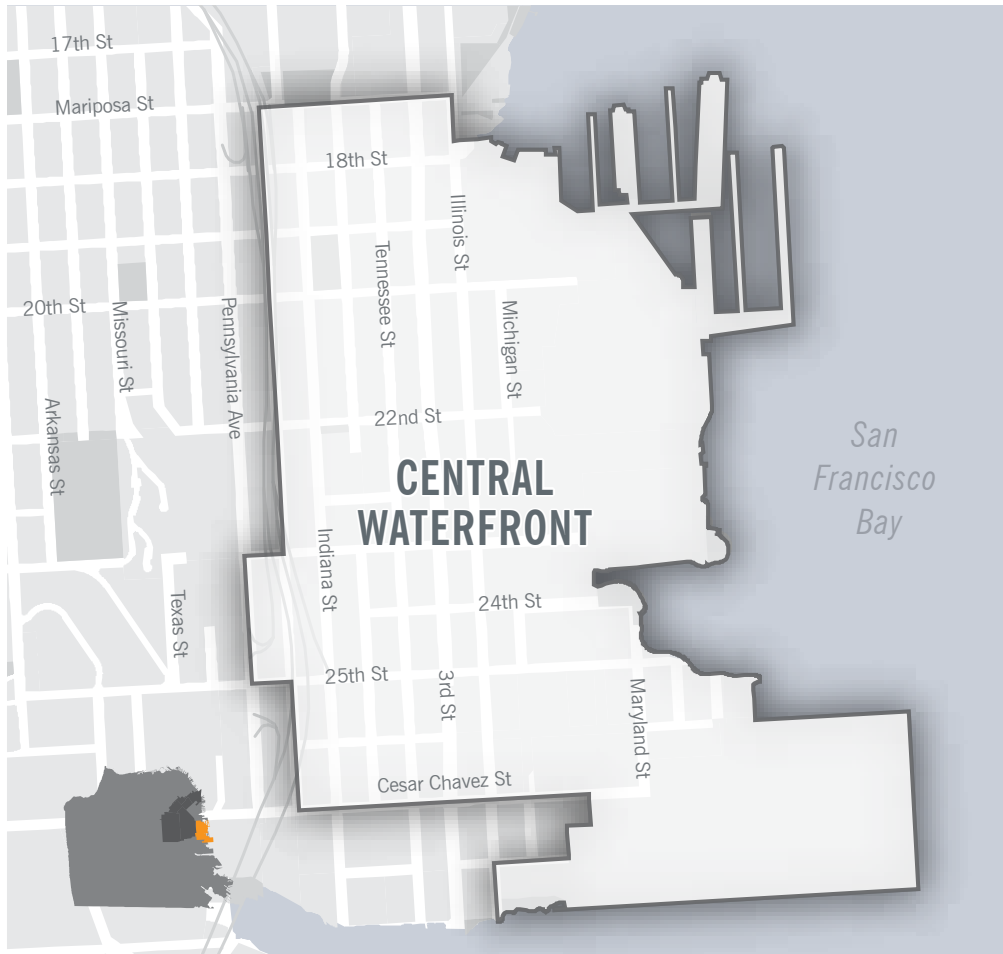 17th St
Mariposa St
18th St
Illinois St
Tennessee St
20th St
Missouri St
Pennsylvania Ave
Michigan St
Arkansas St
22nd St
San
Francisco
Bay
CENTRAL
WATERFRONT
Indiana St
Texas St
24th St
25th St
3rd St
Maryland St
Cesar Chavez St